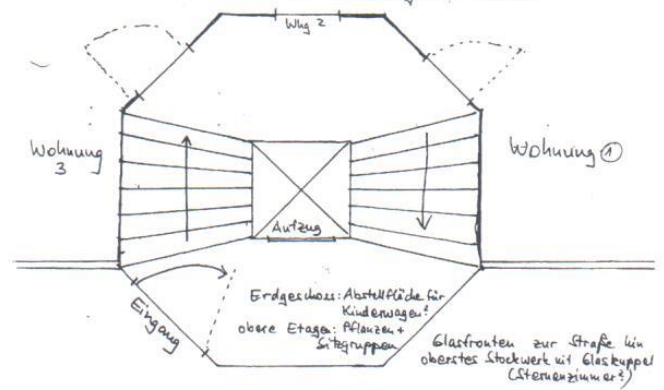 Whg 2
Wohnung
3
Wohnung ①
Aufzug
Eingang
Erdgeschoss: Abstellfläche für
Kinderwagen?
obere Etagen: Pflanzen +
Sitzgruppen
Glasfronten zur Straße hin
oberstes Stockwerk mit Glaskuppel
(Sternenzimmer?)